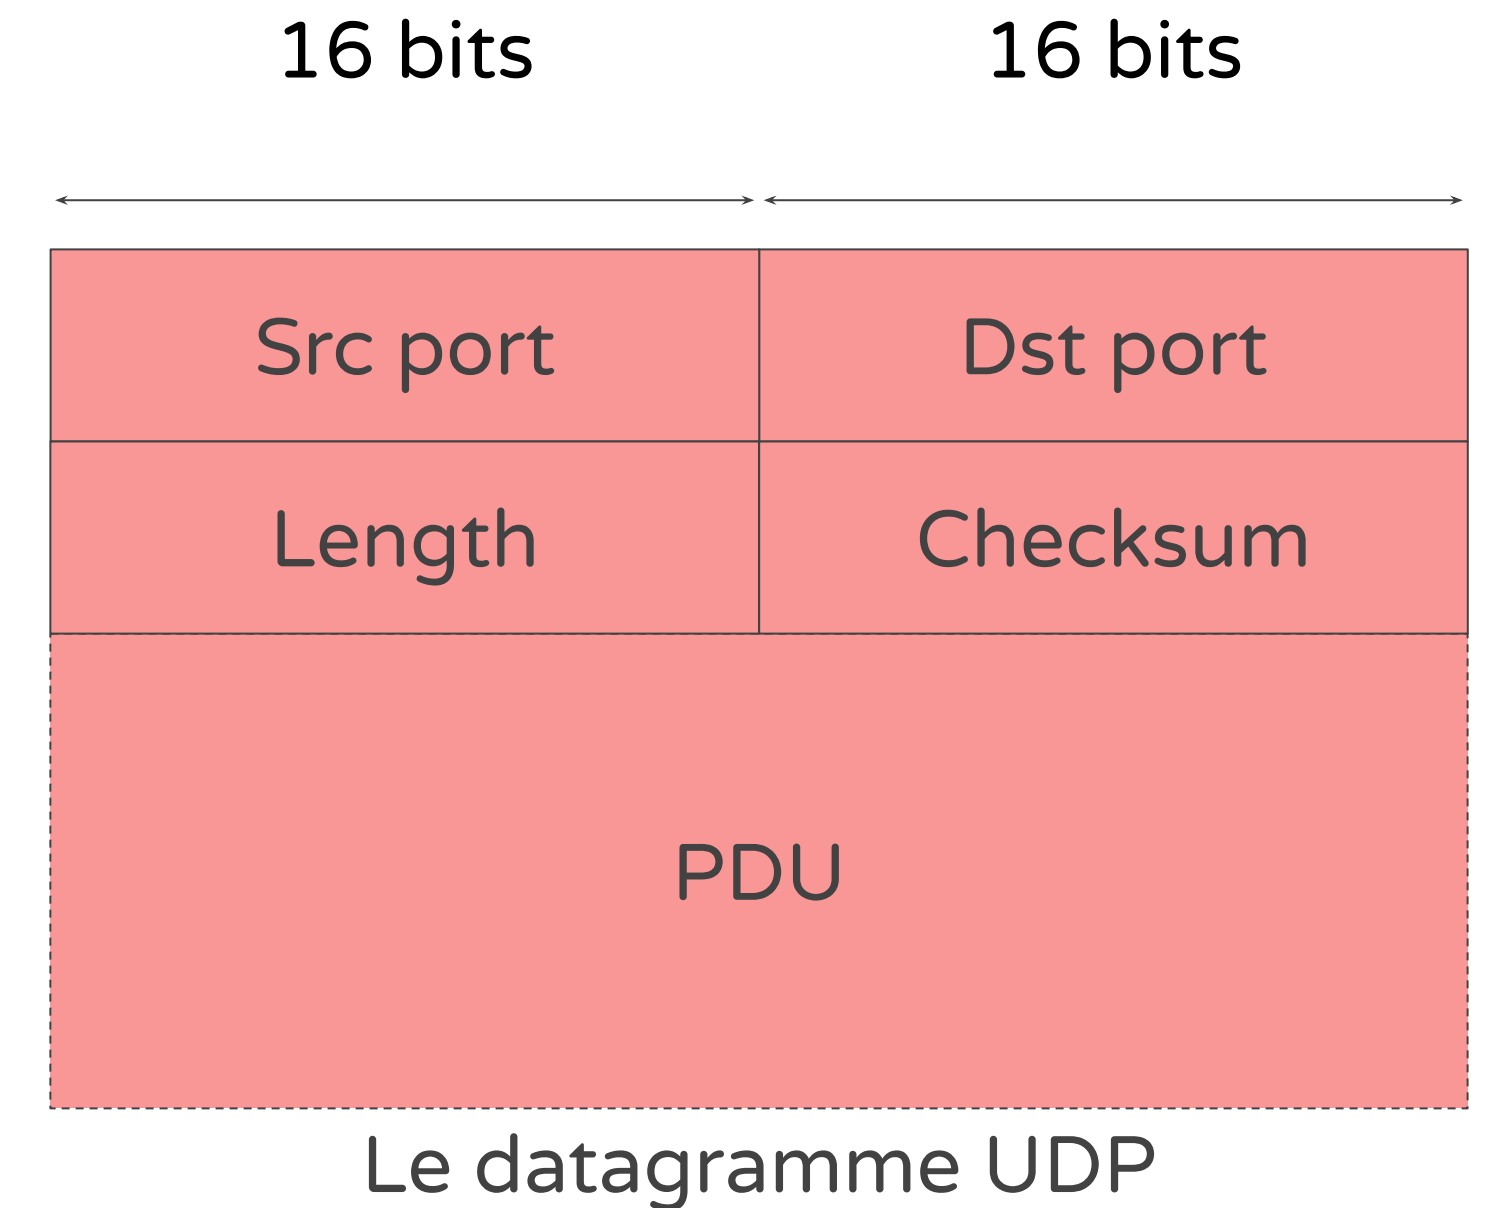 16 bits 16 bits
Src port Dst port
Length Checksum
PDU
Le datagramme UDP